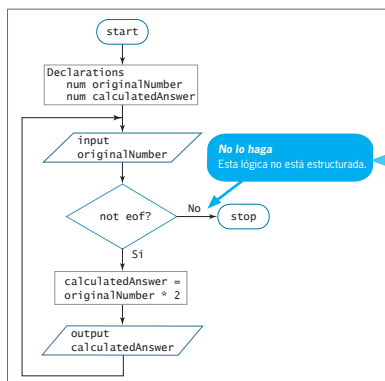 start
Declarations
num originalNumber
num calculatedAnswer
input
originalNumber
No lo haga
Esta lógica no está estructurada.
not eof?
No
stop
Sí
calculatedAnswer =
originalNumber * 2
output
calculatedAnswer